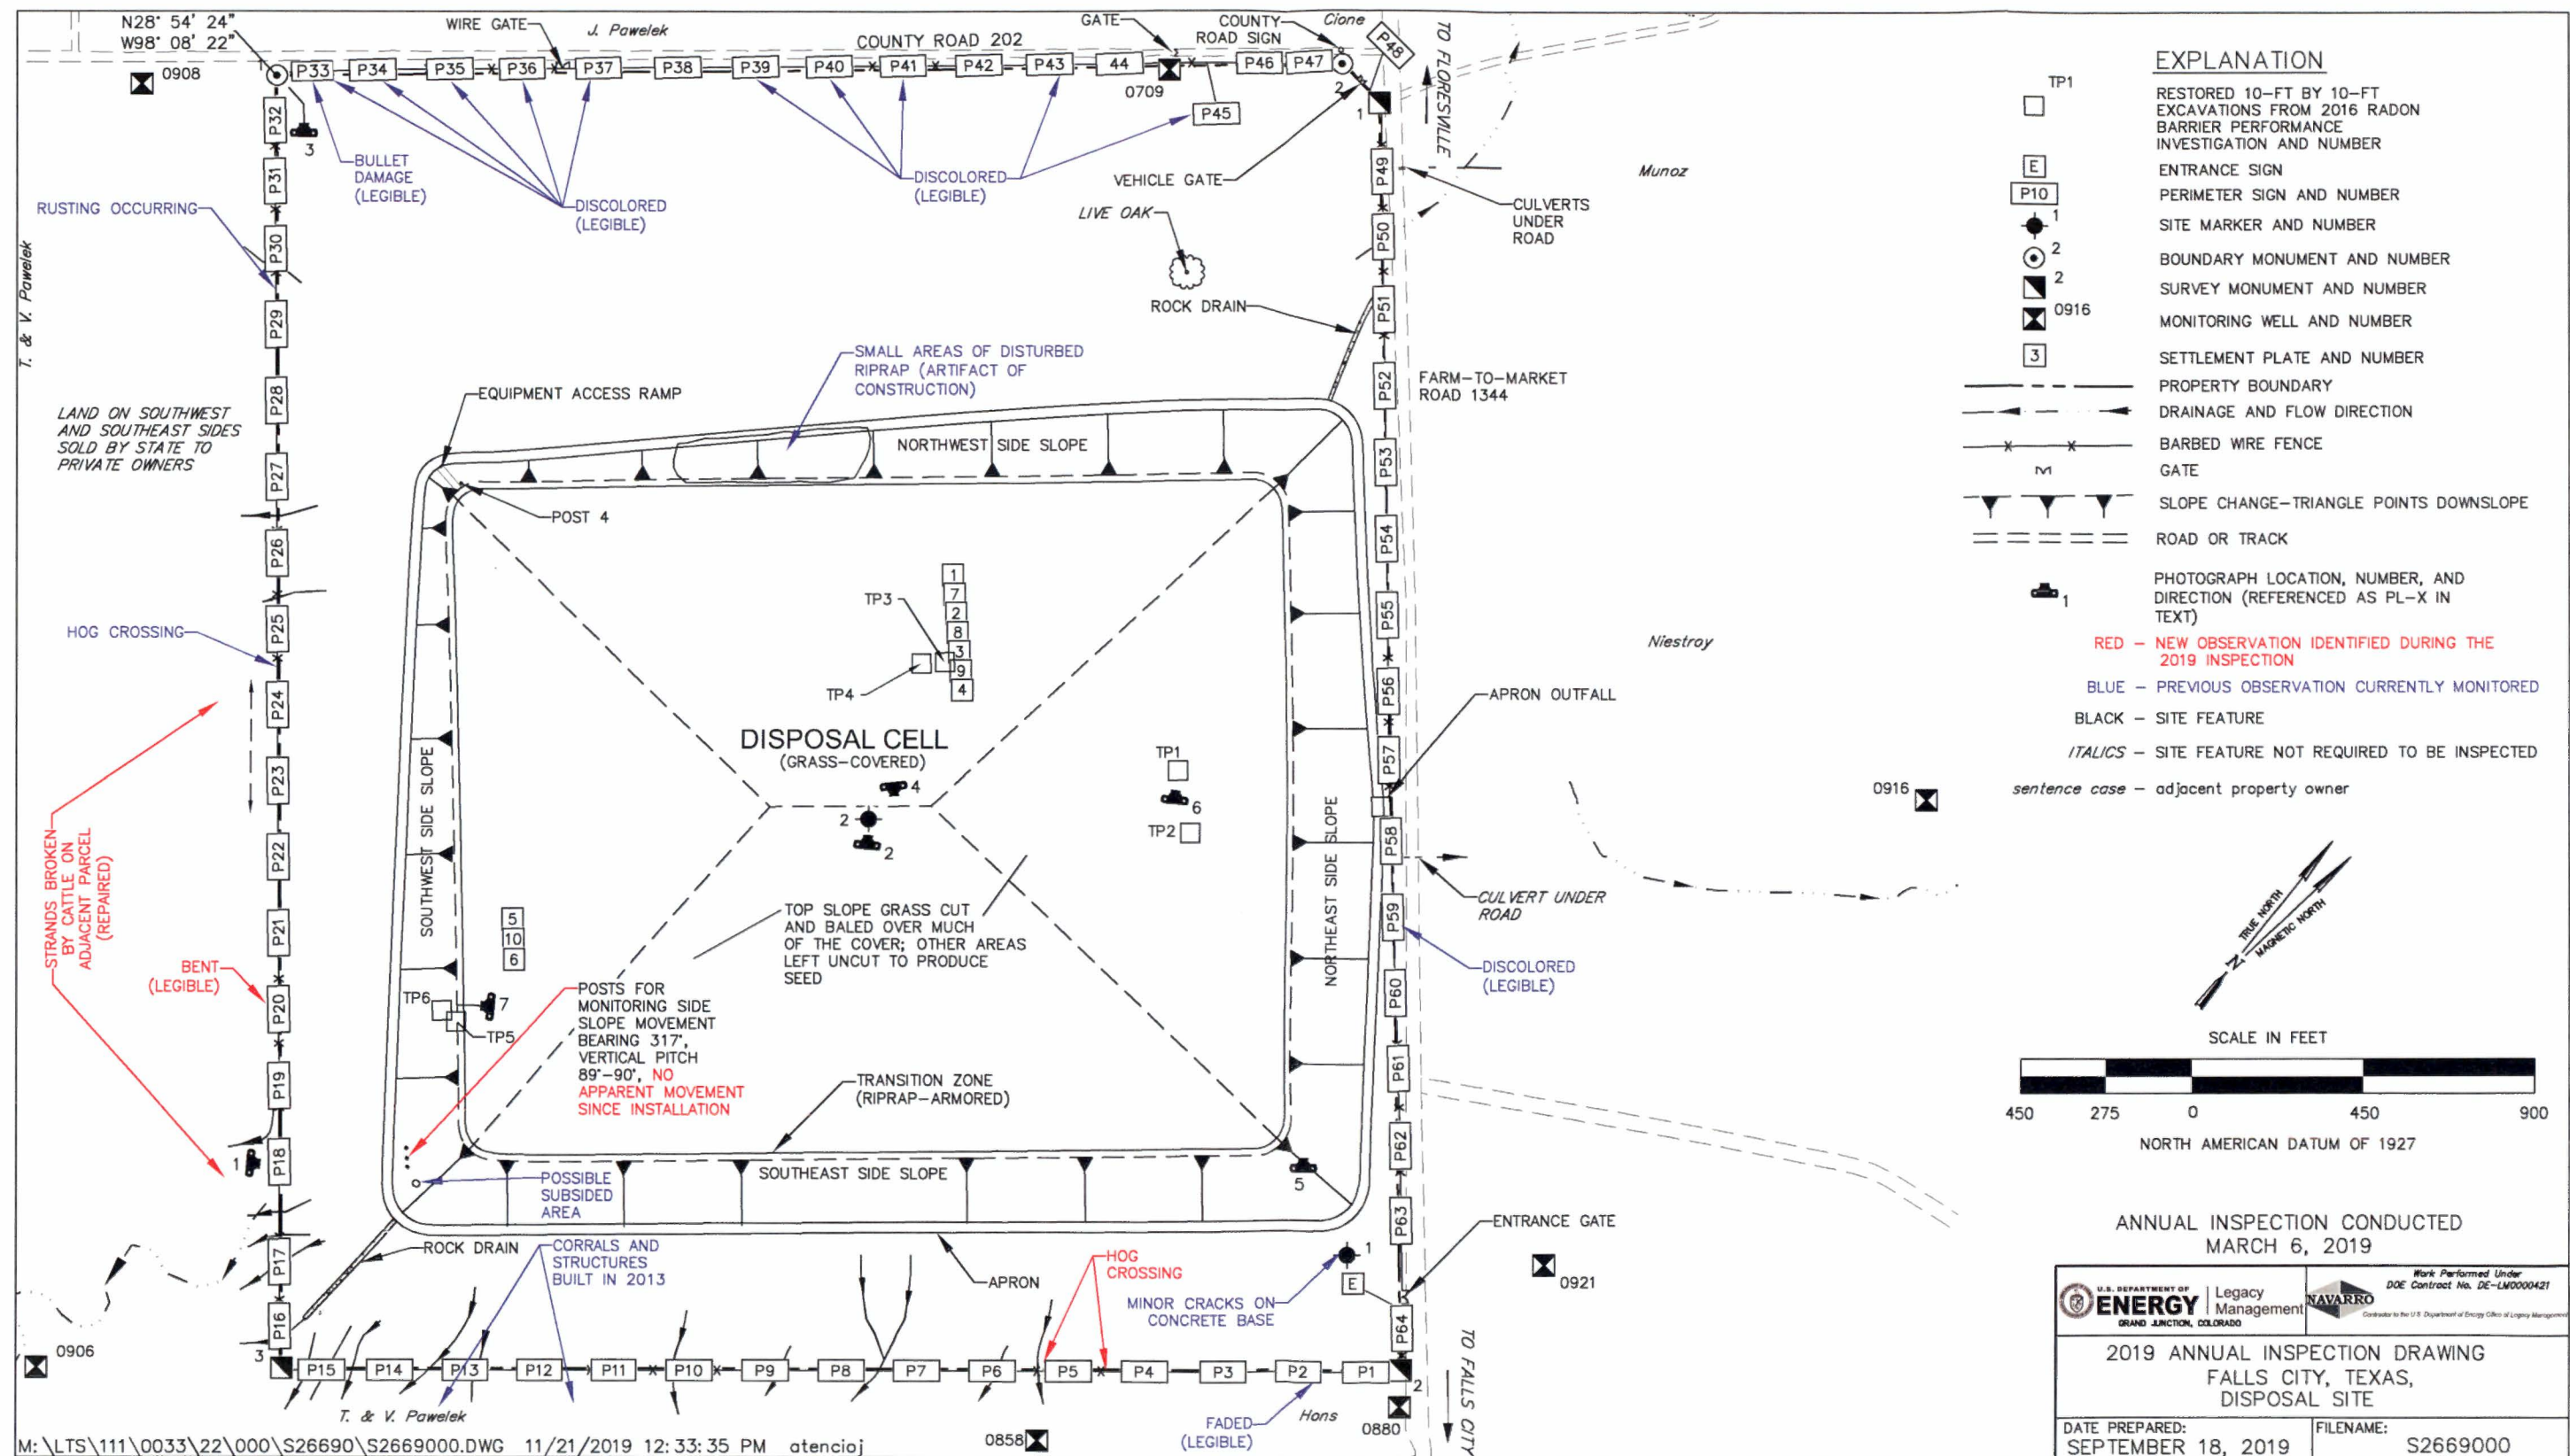 N28° 54' 24"
W98° 08' 22"
WIRE GATE
J. Pawelek
COUNTY ROAD 202
GATE
COUNTY
ROAD SIGN
Cione
P48
TO FLORESVILLE
0908
P33
P34
P35
P36
P37
P38
P39
P40
P41
P42
P43
44
0709
P45
P46
P47
2
1
3
BULLET
DAMAGE
(LEGIBLE)
DISCOLORED
(LEGIBLE)
DISCOLORED
(LEGIBLE)
VEHICLE GATE
LIVE OAK
ROCK DRAIN
CULVERTS
UNDER
ROAD
Munoz
RUSTING OCCURRING
T. & V. Pawelek
P32
P31
P30
P29
P28
P27
P26
P25
P24
P23
P22
P21
P20
P19
P18
P17
P16
P49
P50
P51
P52
P53
P54
P55
P56
P57
P58
P59
P60
P61
P62
P63
P64
FARM-TO-MARKET
ROAD 1344
SMALL AREAS OF DISTURBED
RIPRAP (ARTIFACT OF
CONSTRUCTION)
EQUIPMENT ACCESS RAMP
LAND ON SOUTHWEST
AND SOUTHEAST SIDES
SOLD BY STATE TO
PRIVATE OWNERS
NORTHWEST SIDE SLOPE
POST 4
HOG CROSSING
TP3
TP4
1
7
2
8
3
9
4
Niestroy
APRON OUTFALL
DISPOSAL CELL
(GRASS-COVERED)
4
2
2
TP1
6
TP2
0916
SOUTHWEST SIDE SLOPE
NORTHEAST SIDE SLOPE
STRANDS BROKEN
BY CATTLE ON
ADJACENT PARCEL
(REPAIRED)
BENT
(LEGIBLE)
5
10
6
TOP SLOPE GRASS CUT
AND BALED OVER MUCH
OF THE COVER; OTHER AREAS
LEFT UNCUT TO PRODUCE
SEED
CULVERT UNDER
ROAD
DISCOLORED
(LEGIBLE)
TP6
7
TP5
POSTS FOR
MONITORING SIDE
SLOPE MOVEMENT
BEARING 317°,
VERTICAL PITCH
89°-90°, NO
APPARENT MOVEMENT
SINCE INSTALLATION
TRANSITION ZONE
(RIPRAP-ARMORED)
1
POSSIBLE
SUBSIDED
AREA
SOUTHEAST SIDE SLOPE
5
ENTRANCE GATE
ROCK DRAIN
CORRALS AND
STRUCTURES
BUILT IN 2013
APRON
HOG
CROSSING
1
E
MINOR CRACKS ON
CONCRETE BASE
0921
0906
3
P15
P14
P13
P12
P11
P10
P9
P8
P7
P6
P5
P4
P3
P2
P1
2
TO FALLS CITY
T. & V. Pawelek
0858
FADED
(LEGIBLE)
Hons
0880
M: \LTS\111\0033\22\000\S26690\S2669000.DWG 11/21/2019 12:33:35 PM atencioj
EXPLANATION
TP1
RESTORED 10-FT BY 10-FT
EXCAVATIONS FROM 2016 RADON
BARRIER PERFORMANCE
INVESTIGATION AND NUMBER
E ENTRANCE SIGN
P10 PERIMETER SIGN AND NUMBER
1 SITE MARKER AND NUMBER
2 BOUNDARY MONUMENT AND NUMBER
2 SURVEY MONUMENT AND NUMBER
0916 MONITORING WELL AND NUMBER
3 SETTLEMENT PLATE AND NUMBER
PROPERTY BOUNDARY
DRAINAGE AND FLOW DIRECTION
BARBED WIRE FENCE
GATE
SLOPE CHANGE-TRIANGLE POINTS DOWNSLOPE
ROAD OR TRACK
1 PHOTOGRAPH LOCATION, NUMBER, AND
DIRECTION (REFERENCED AS PL-X IN
TEXT)
RED - NEW OBSERVATION IDENTIFIED DURING THE
2019 INSPECTION
BLUE - PREVIOUS OBSERVATION CURRENTLY MONITORED
BLACK - SITE FEATURE
ITALICS - SITE FEATURE NOT REQUIRED TO BE INSPECTED
sentence case - adjacent property owner
TRUE NORTH
MAGNETIC NORTH
N
SCALE IN FEET
450 275 0 450 900
NORTH AMERICAN DATUM OF 1927
ANNUAL INSPECTION CONDUCTED
MARCH 6, 2019
U.S. DEPARTMENT OF
ENERGY
Legacy
Management
GRAND JUNCTION, COLORADO
NAVARRO
Work Performed Under
DOE Contract No. DE-LM0000421
Contractor to the U.S. Department of Energy Office of Legacy Management
2019 ANNUAL INSPECTION DRAWING
FALLS CITY, TEXAS,
DISPOSAL SITE
DATE PREPARED:
SEPTEMBER 18, 2019
FILENAME:
S2669000